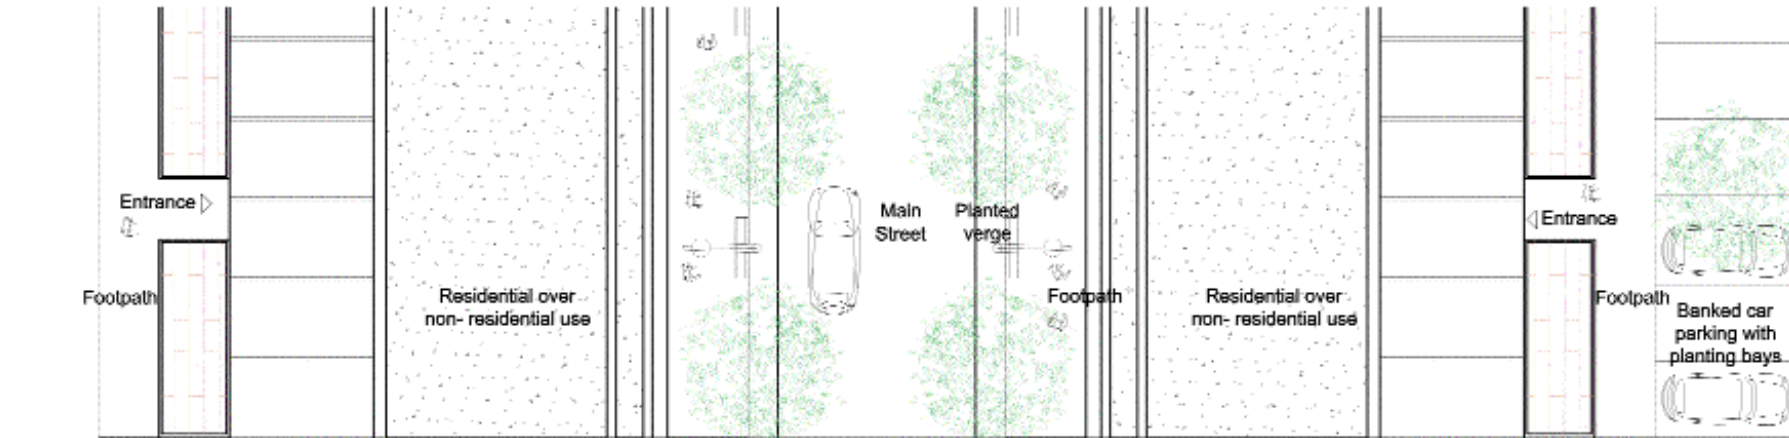 Entrance
Footpath
Residential over
non- residential use
Main
Street
Planted
verge
Footpath
Residential over
non- residential use
Entrance
Footpath
Banked car
parking with
planting bays